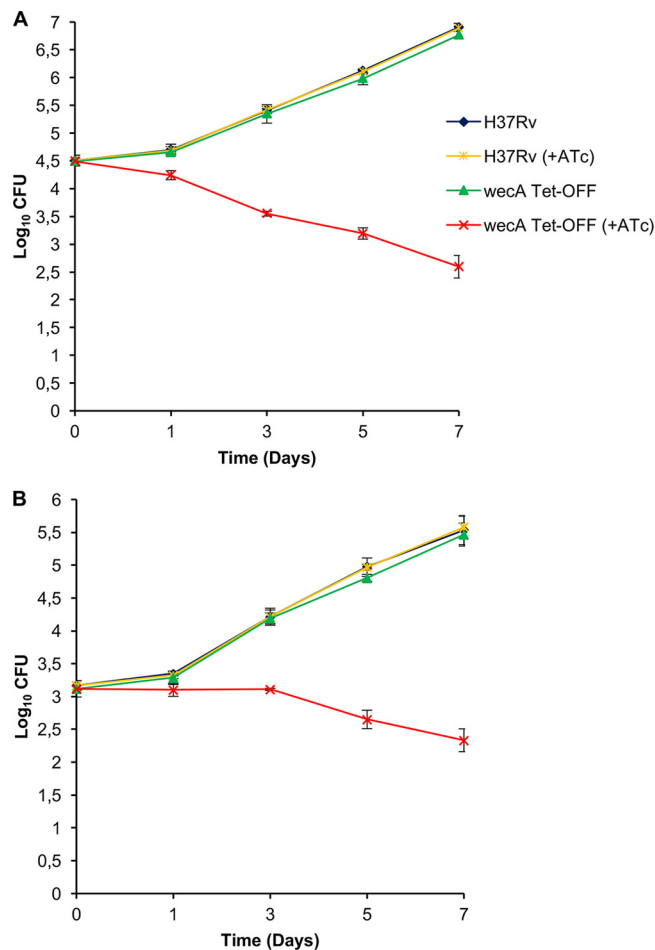 A
7
6,5
6
5,5
5
4,5
4
3,5
3
2,5
2
1,5
1
0,5
0
Log₁₀ CFU
0 1 3 5 7
Time (Days)
H37Rv
H37Rv (+ATc)
wecA Tet-OFF
wecA Tet-OFF (+ATc)
B
6
5,5
5
4,5
4
3,5
3
2,5
2
1,5
1
0,5
0
Log₁₀ CFU
0 1 3 5 7
Time (Days)